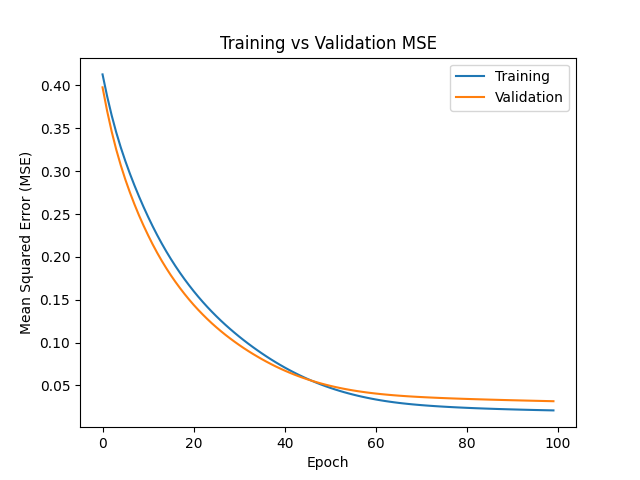 Training vs Validation MSE
Training
Validation
Mean Squared Error (MSE)
0.40
0.35
0.30
0.25
0.20
0.15
0.10
0.05
0 20 40 60 80 100
Epoch